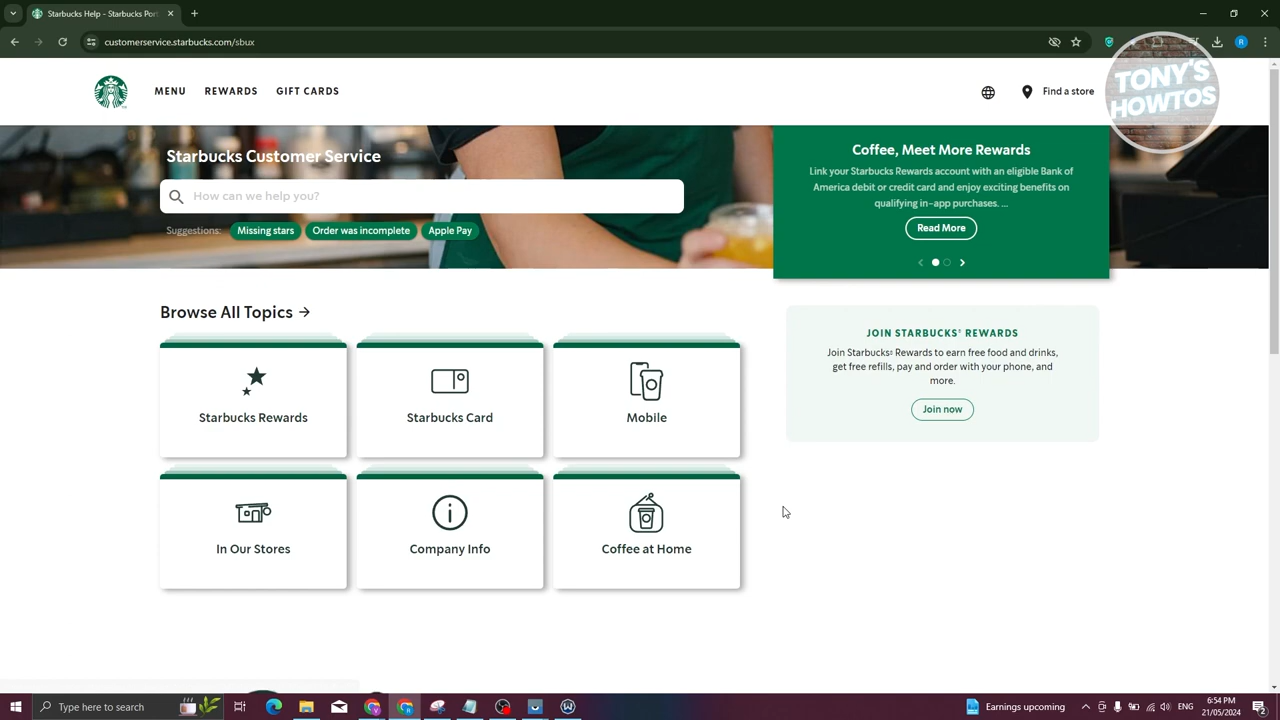 Starbucks Help - Starbucks Por
customerservice.starbucks.com/sbux
R
TONY'S
HOWTOS
MENU
REWARDS
GIFT CARDS
Find a store
Starbucks Customer Service
How can we help you?
Suggestions:
Missing stars
Order was incomplete
Apple Pay
Coffee, Meet More Rewards
Link your Starbucks Rewards account with an eligible Bank of
America debit or credit card and enjoy exciting benefits on
qualifying in-app purchases. ...
Read More
Browse All Topics
Starbucks Rewards
Starbucks Card
Mobile
In Our Stores
Company Info
Coffee at Home
JOIN STARBUCKS® REWARDS
Join Starbucks® Rewards to earn free food and drinks,
get free refills, pay and order with your phone, and
more.
Join now
Type here to search
Earnings upcoming
ENG
6:54 PM
21/05/2024
2